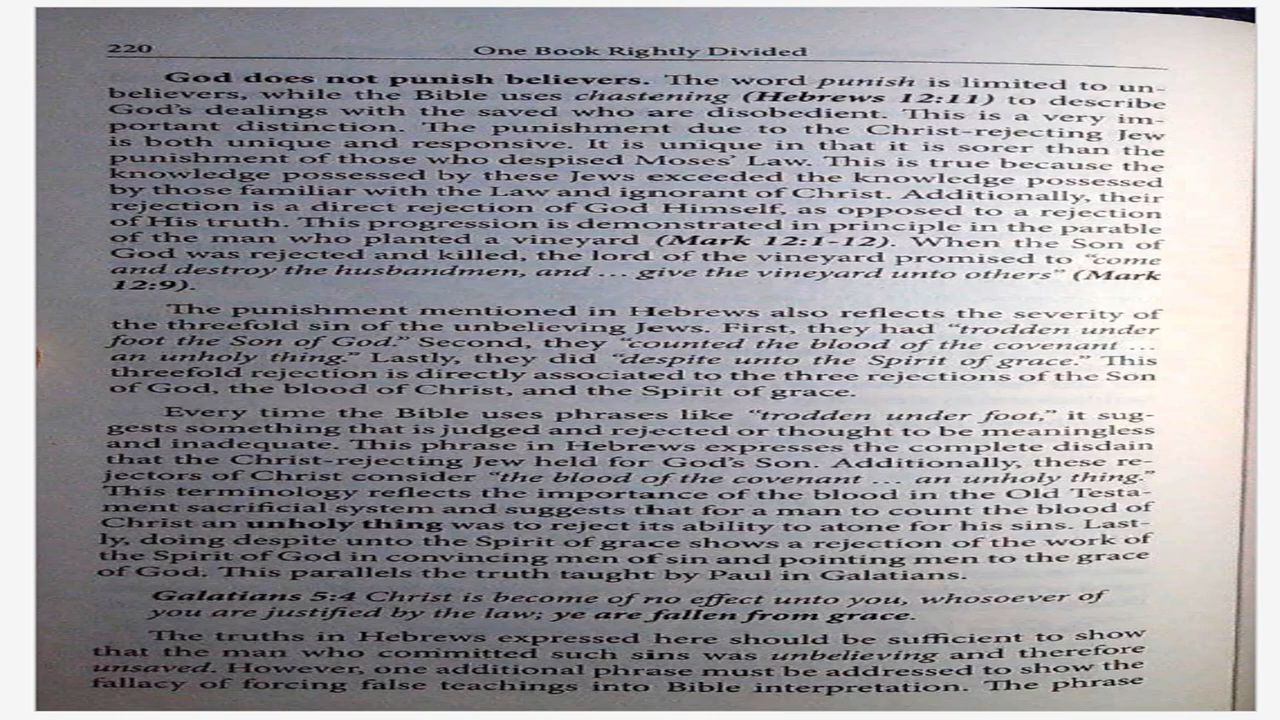 220
One Book Rightly Divided
God does not punish believers. The word punish is limited to un-
believers, while the Bible uses chastening (Hebrews 12:11) to describe
God's dealings with the saved who are disobedient. This is a very im-
portant distinction. The punishment due to the Christ-rejecting Jew
is both unique and responsive. It is unique in that it is sorer than the
punishment of those who despised Moses' Law. This is true because the
knowledge possessed by these Jews exceeded the knowledge possessed
by those familiar with the Law and ignorant of Christ. Additionally, their
rejection is a direct rejection of God Himself, as opposed to a rejection
of His truth. This progression is demonstrated in principle in the parable
of the man who planted a vineyard (Mark 12:1-12). When the Son of
God was rejected and killed, the lord of the vineyard promised to "come
and destroy the husbandmen, and ... give the vineyard unto others" (Mark
12:9).
The punishment mentioned in Hebrews also reflects the severity of
the threefold sin of the unbelieving Jews. First, they had "trodden under
foot the Son of God." Second, they "counted the blood of the covenant ...
an unholy thing." Lastly, they did "despite unto the Spirit of grace." This
threefold rejection is directly associated to the three rejections of the Son
of God, the blood of Christ, and the Spirit of grace.
Every time the Bible uses phrases like "trodden under foot," it sug-
gests something that is judged and rejected or thought to be meaningless
and inadequate. This phrase in Hebrews expresses the complete disdain
that the Christ-rejecting Jew held for God's Son. Additionally, these re-
jectors of Christ consider "the blood of the covenant ... an unholy thing."
This terminology reflects the importance of the blood in the Old Testa-
ment sacrificial system and suggests that for a man to count the blood of
Christ an unholy thing was to reject its ability to atone for his sins. Last-
ly, doing despite unto the Spirit of grace shows a rejection of the work of
the Spirit of God in convincing men of sin and pointing men to the grace
of God. This parallels the truth taught by Paul in Galatians.
Galatians 5:4 Christ is become of no effect unto you, whosoever of
you are justified by the law; ye are fallen from grace.
The truths in Hebrews expressed here should be sufficient to show
that the man who committed such sins was unbelieving and therefore
unsaved. However, one additional phrase must be addressed to show the
fallacy of forcing false teachings into Bible interpretation. The phrase